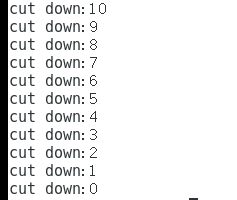 cut down:10
cut down:9
cut down:8
cut down:7
cut down:6
cut down:5
cut down:4
cut down:3
cut down:2
cut down:1
cut down:0